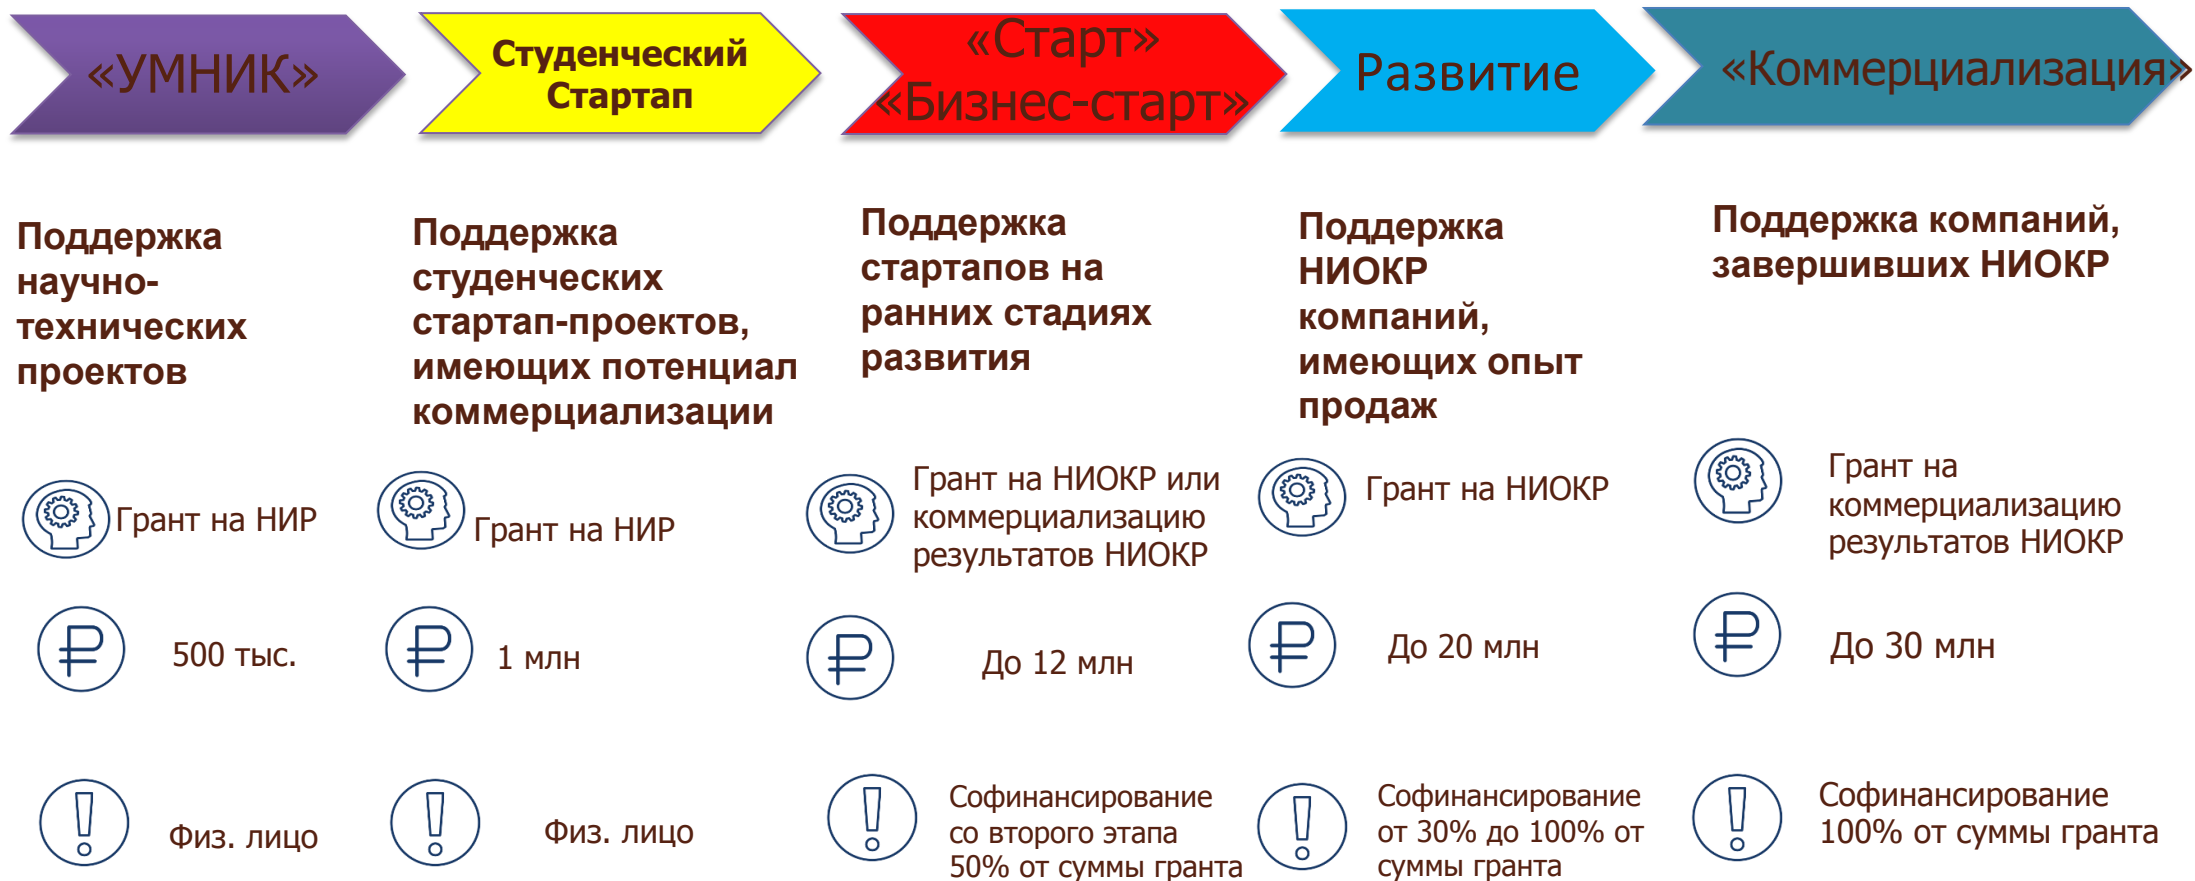 «УМНИК»
Студенческий
Стартап
«Старт»
«Бизнес-старт»
Развитие
«Коммерциализация»
Поддержка
научно-
технических
проектов
Поддержка
студенческих
стартап-проектов,
имеющих потенциал
коммерциализации
Поддержка
стартапов на
ранних стадиях
развития
Поддержка
НИОКР
компаний,
имеющих опыт
продаж
Поддержка компаний,
завершивших НИОКР
Грант на НИР
Грант на НИР
Грант на НИОКР или
коммерциализацию
результатов НИОКР
Грант на НИОКР
Грант на
коммерциализацию
результатов НИОКР
₽
500 тыс.
₽
1 млн
₽
До 12 млн
₽
До 20 млн
₽
До 30 млн
!
Физ. лицо
!
Физ. лицо
!
Софинансирование
со второго этапа
50% от суммы гранта
!
Софинансирование
от 30% до 100% от
суммы гранта
!
Софинансирование
100% от суммы гранта